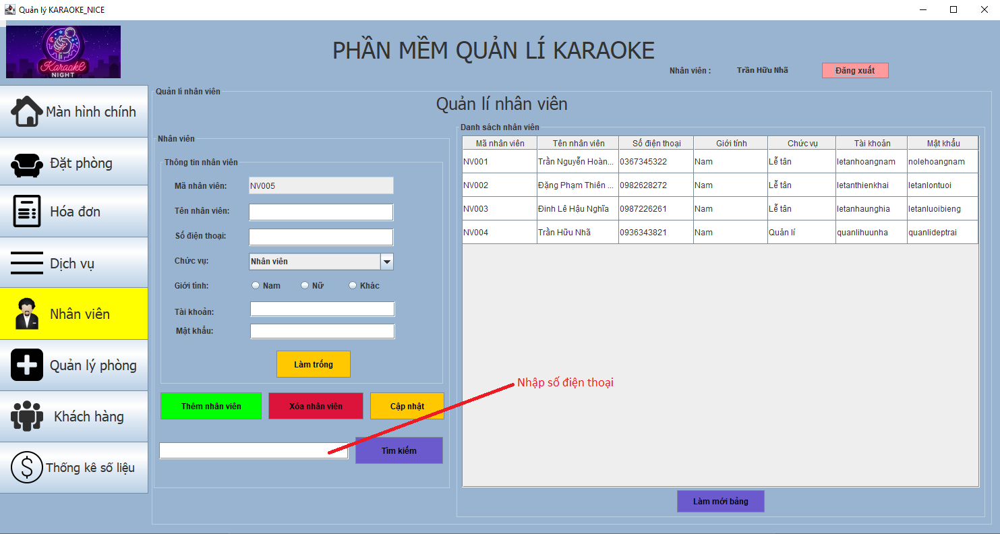 Quản lý KARAOKE_NICE
Karaoke
NIGHT
PHẦN MỀM QUẢN LÍ KARAOKE
Nhân viên : Trần Hữu Nhã Đăng xuất
Màn hình chính
Đặt phòng
Hóa đơn
Dịch vụ
Nhân viên
Quản lý phòng
Khách hàng
Thống kê số liệu
Quản lí nhân viên
Quản lí nhân viên
Nhân viên
Thông tin nhân viên
Mã nhân viên: NV005
Tên nhân viên:
Số điện thoại:
Chức vụ: Nhân viên
Giới tính: Nam Nữ Khác
Tài khoản:
Mật khẩu:
Làm trống
Thêm nhân viên Xóa nhân viên Cập nhật
Tìm kiếm
Nhập số điện thoại
Danh sách nhân viên
Mã nhân viên Tên nhân viên Số điện thoại Giới tính Chức vụ Tài khoản Mật khẩu
NV001 Trần Nguyễn Hoàn... 0367345322 Nam Lễ tân letanhoangnam nolehoangnam
NV002 Đặng Phạm Thiên ... 0982628272 Nam Lễ tân letanthienkhai letanlontuoi
NV003 Đinh Lê Hậu Nghĩa 0987226261 Nam Lễ tân letanhaunghia letanluoibieng
NV004 Trần Hữu Nhã 0936343821 Nam Quản lí quanlihuunha quanlideptrai
Làm mới bảng